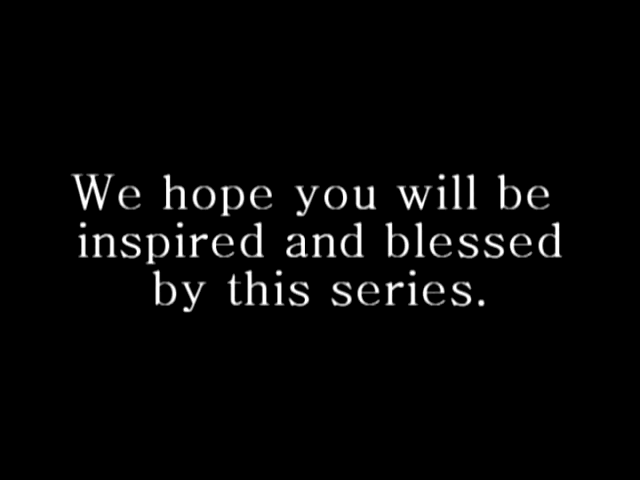 We hope you will be
inspired and blessed
by this series.